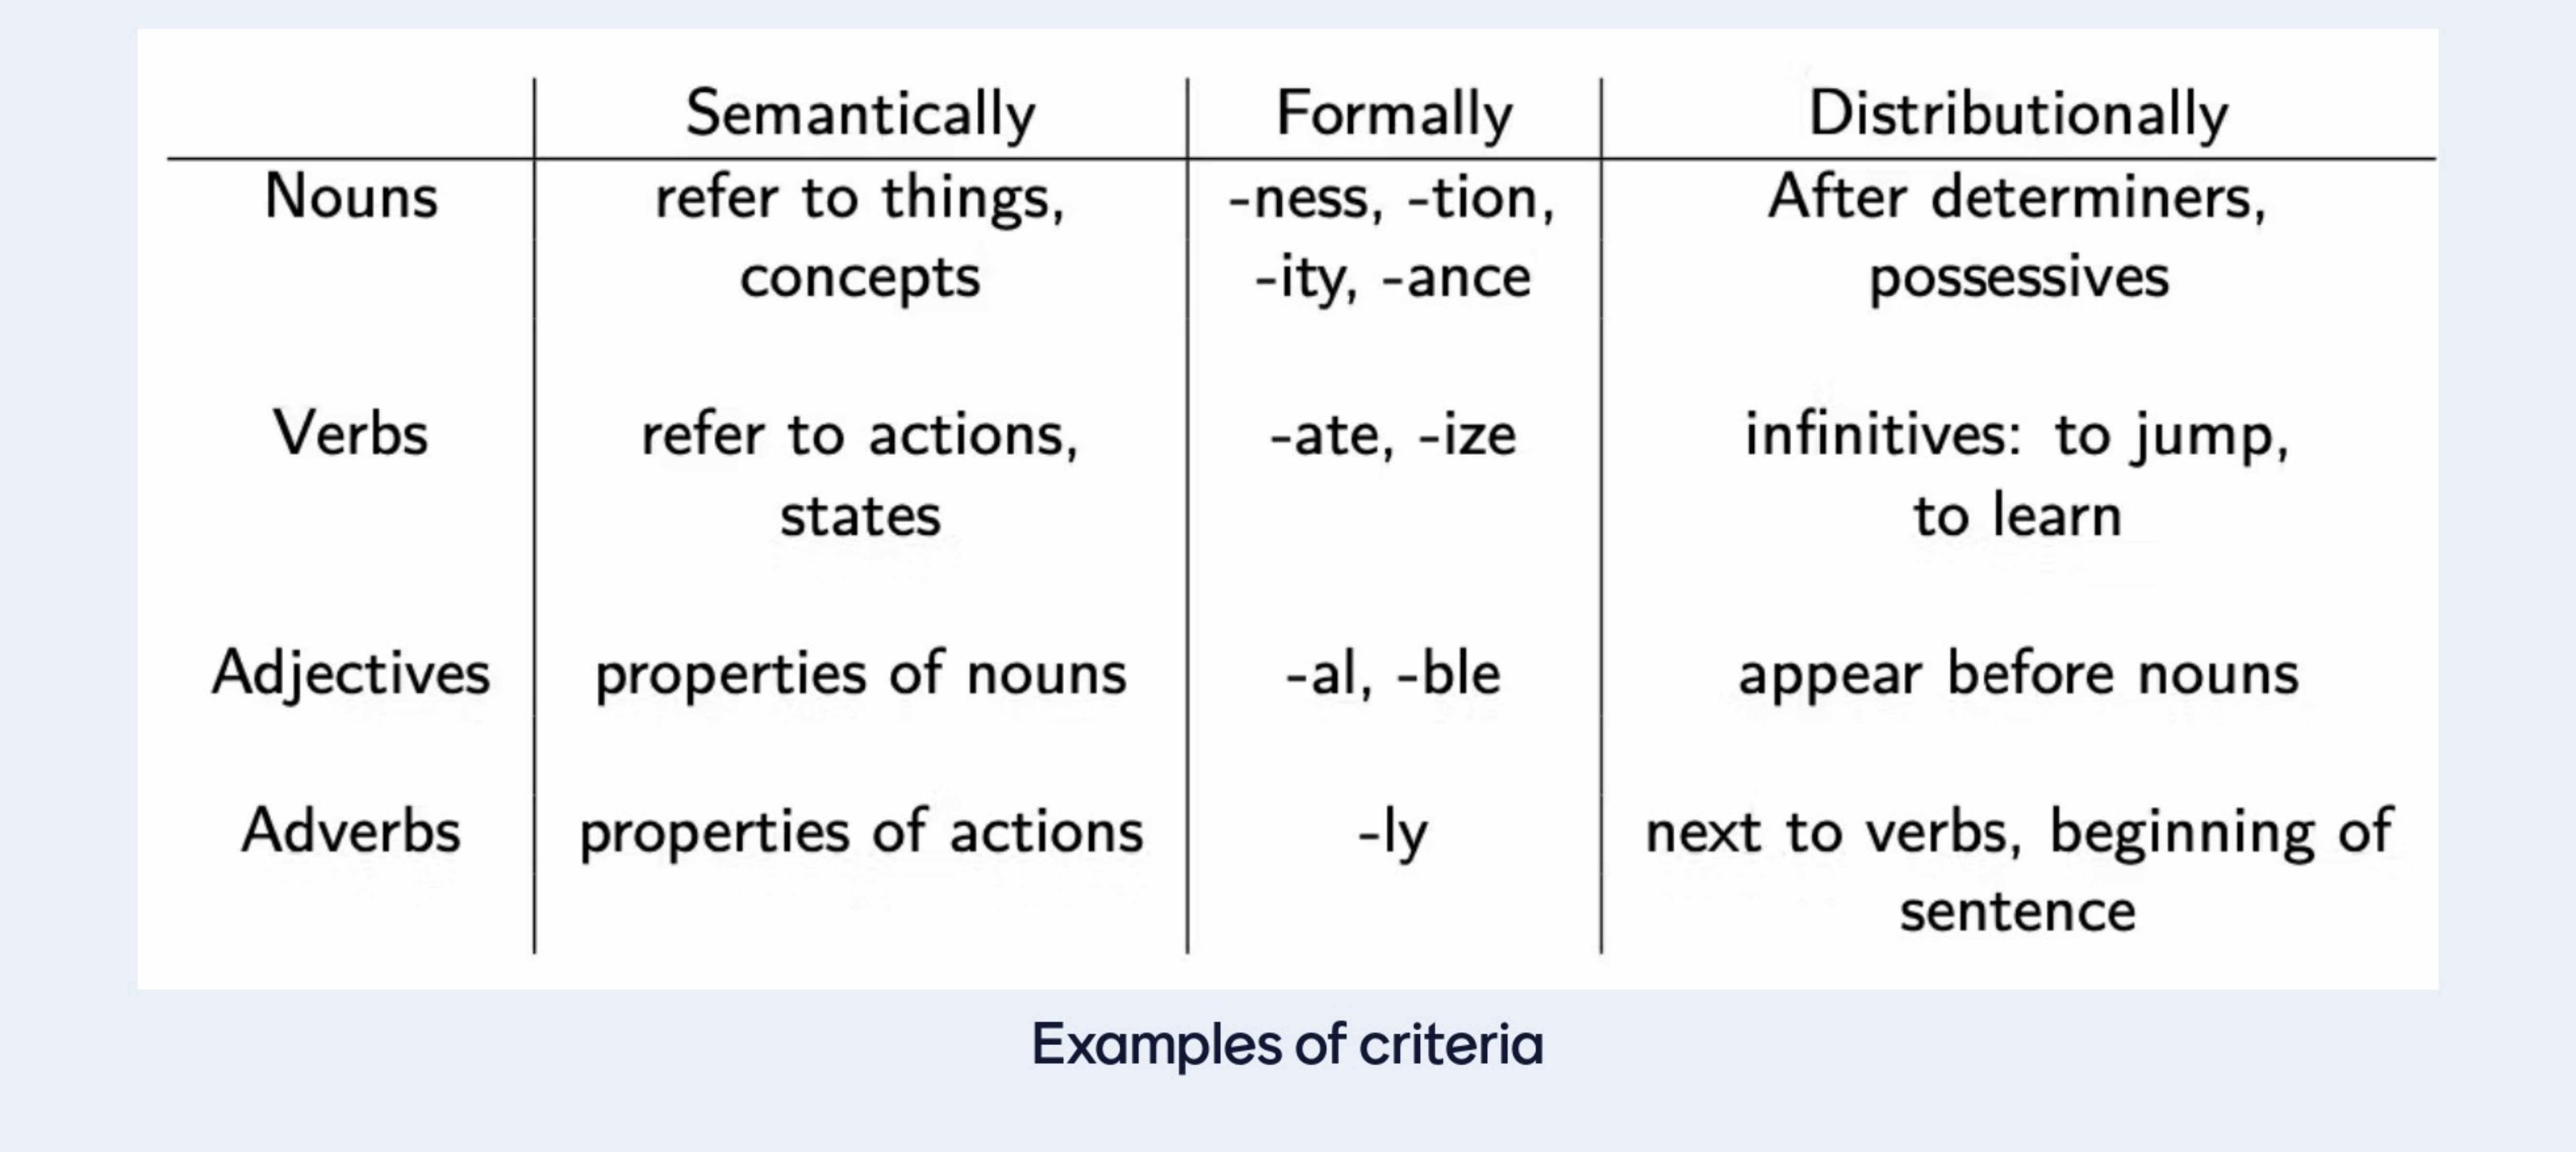 Semantically Formally Distributionally
Nouns refer to things, -ness, -tion, After determiners,
concepts -ity, -ance possessives
Verbs refer to actions, -ate, -ize infinitives: to jump,
states to learn
Adjectives properties of nouns -al, -ble appear before nouns
Adverbs properties of actions -ly next to verbs, beginning of
sentence
Examples of criteria